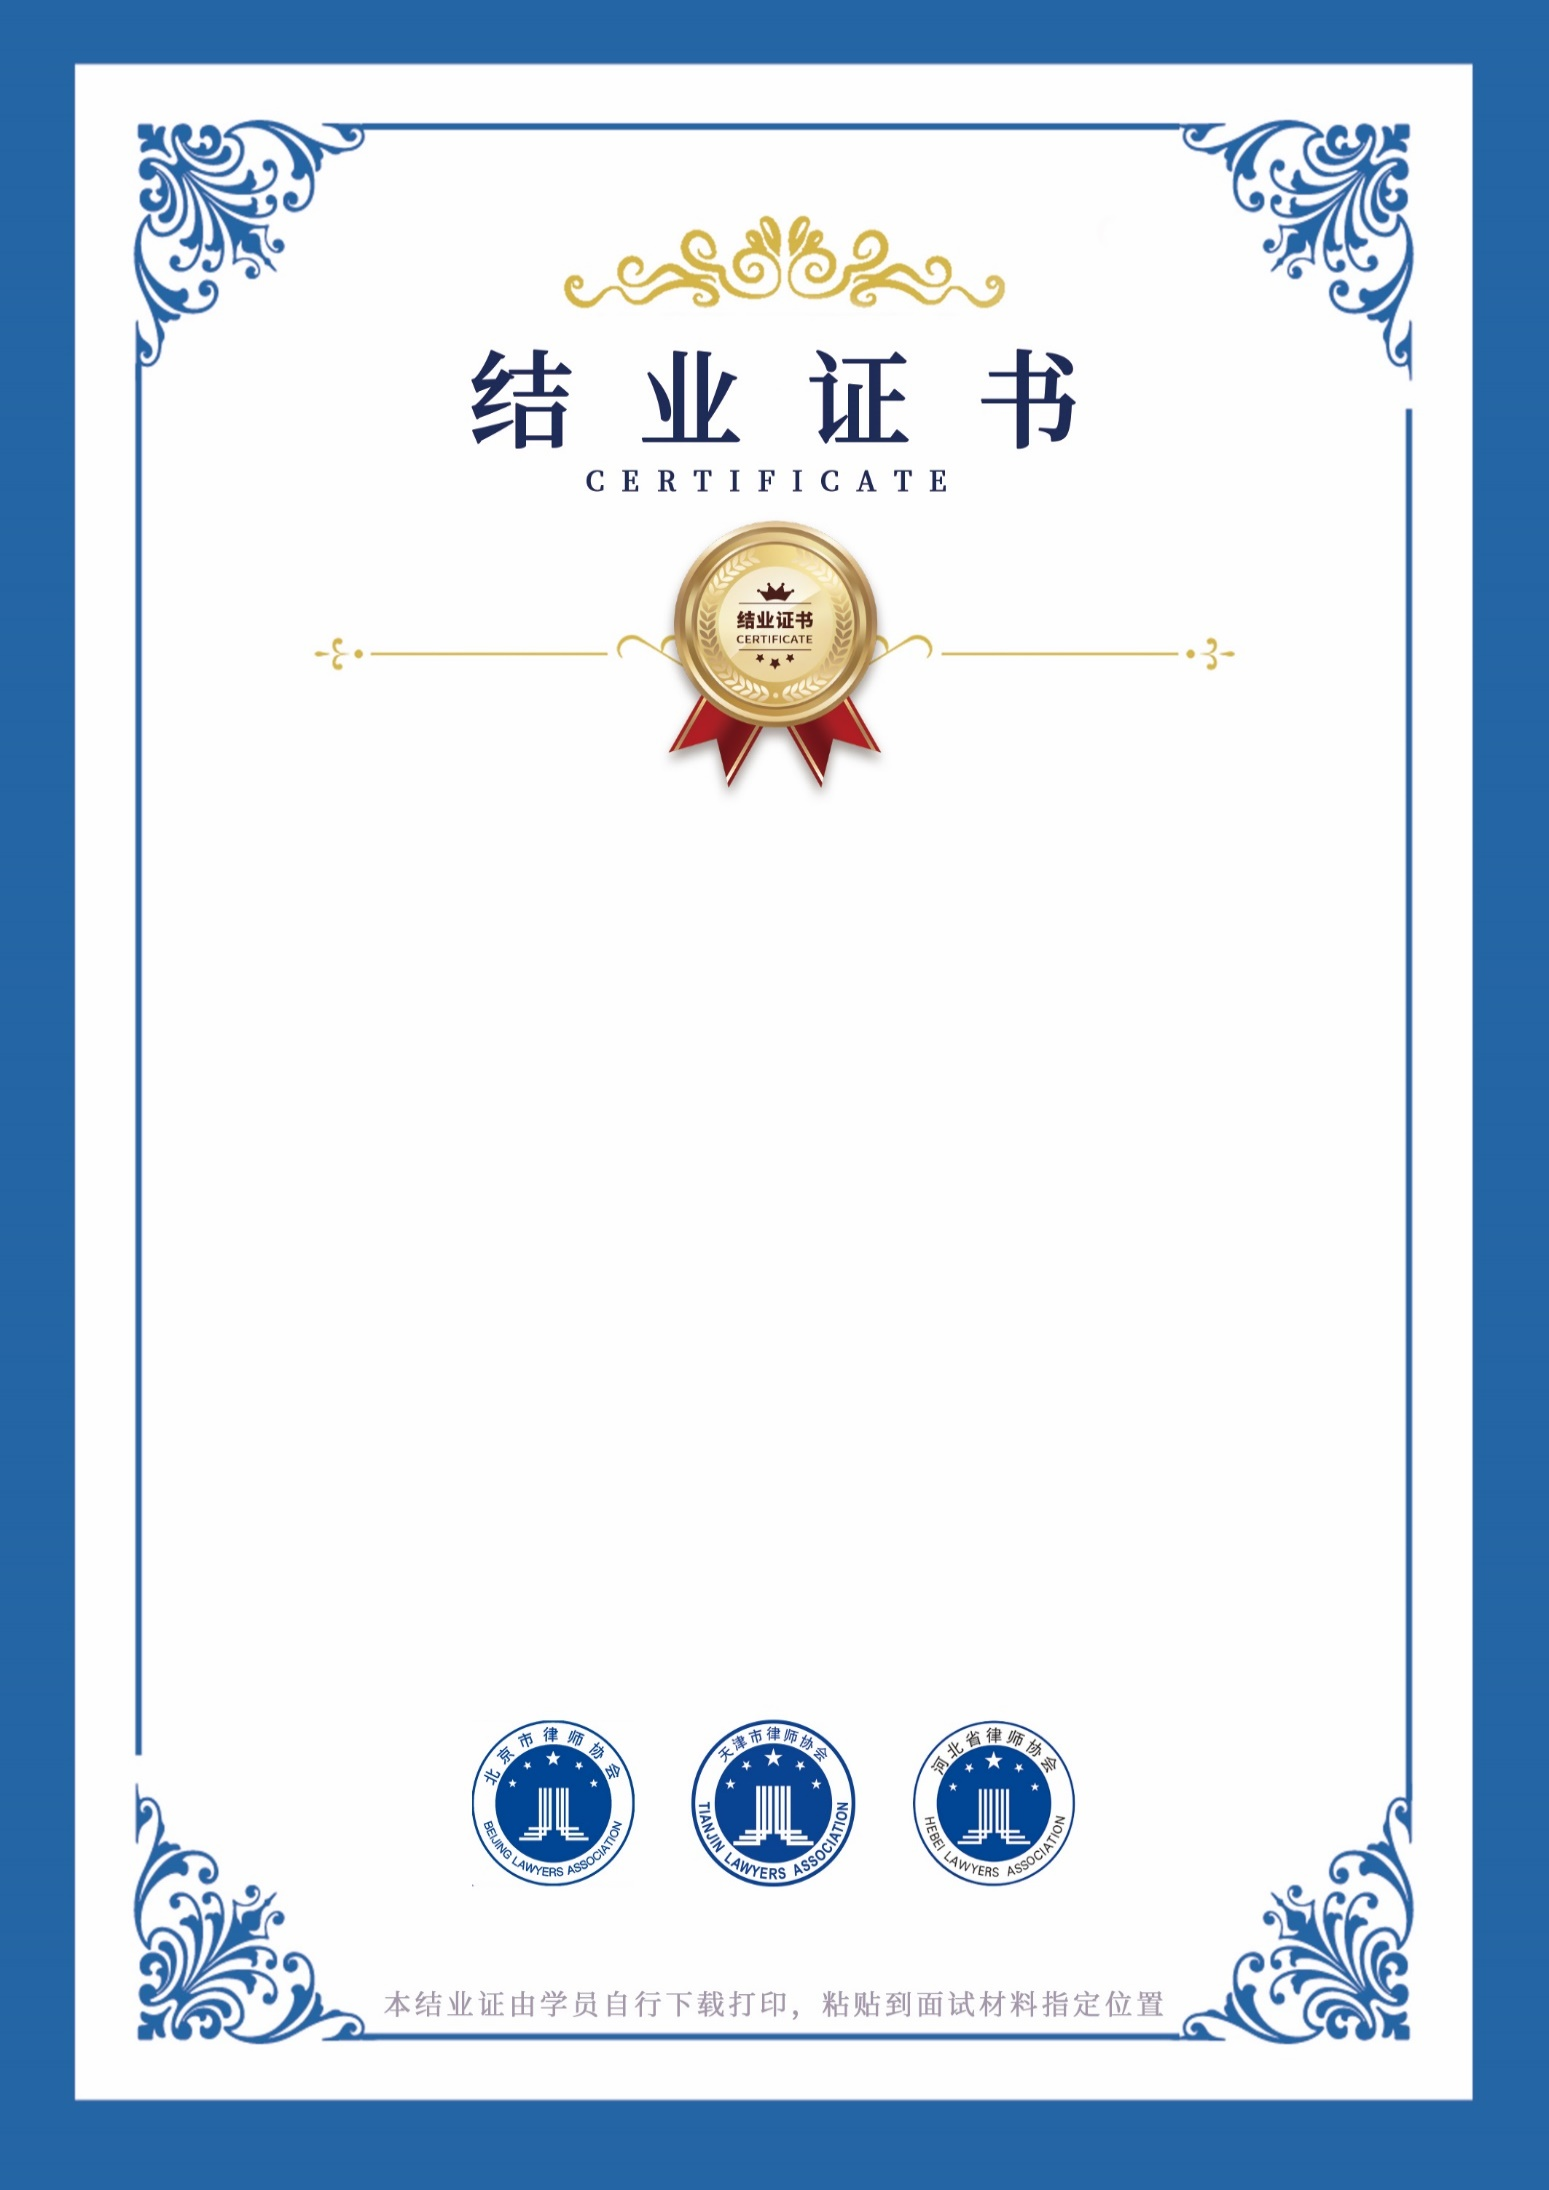 结业证书
CERTIFICATE
结业证书
CERTIFICATE
北京市律师协会
BEIJING LAWYERS ASSOCIATION
天津市律师协会
TIANJIN LAWYERS ASSOCIATION
河北省律师协会
HEBEI LAWYERS ASSOCIATION
本结业证由学员自行下载打印，粘贴到面试材料指定位置